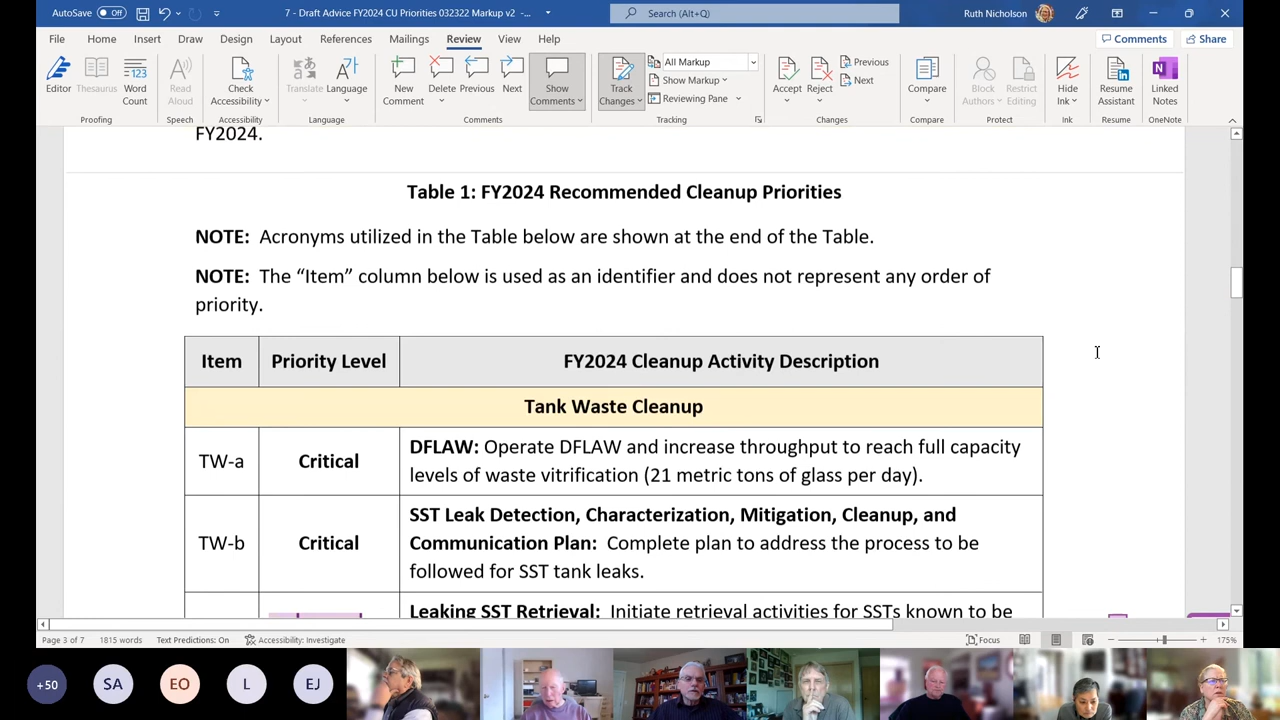 AutoSave Off 7 - Draft Advice FY2024 CU Priorities 032322 Markup v2 - ... Search (Alt+Q) Ruth Nicholson
File Home Insert Draw Design Layout References Mailings Review View Help Comments Share
Editor Thesaurus Word Count Read Aloud Check Accessibility Translate Language New Comment Delete Previous Next Show Comments Track Changes All Markup Show Markup Reviewing Pane Accept Reject Previous Next Compare Block Authors Restrict Editing Hide Ink Resume Assistant Linked Notes
Proofing Speech Accessibility Language Comments Tracking Changes Compare Protect Ink Resume OneNote
FY2024.
Table 1: FY2024 Recommended Cleanup Priorities
NOTE: Acronyms utilized in the Table below are shown at the end of the Table.
NOTE: The “Item” column below is used as an identifier and does not represent any order of
priority.
Item Priority Level FY2024 Cleanup Activity Description
Tank Waste Cleanup
TW-a Critical DFLAW: Operate DFLAW and increase throughput to reach full capacity
levels of waste vitrification (21 metric tons of glass per day).
TW-b Critical SST Leak Detection, Characterization, Mitigation, Cleanup, and
Communication Plan: Complete plan to address the process to be
followed for SST tank leaks.
Leaking SST Retrieval: Initiate retrieval activities for SSTs known to be
Page 3 of 7 1815 words Text Predictions: On Accessibility: Investigate Focus 175%
+50 SA EO L EJ